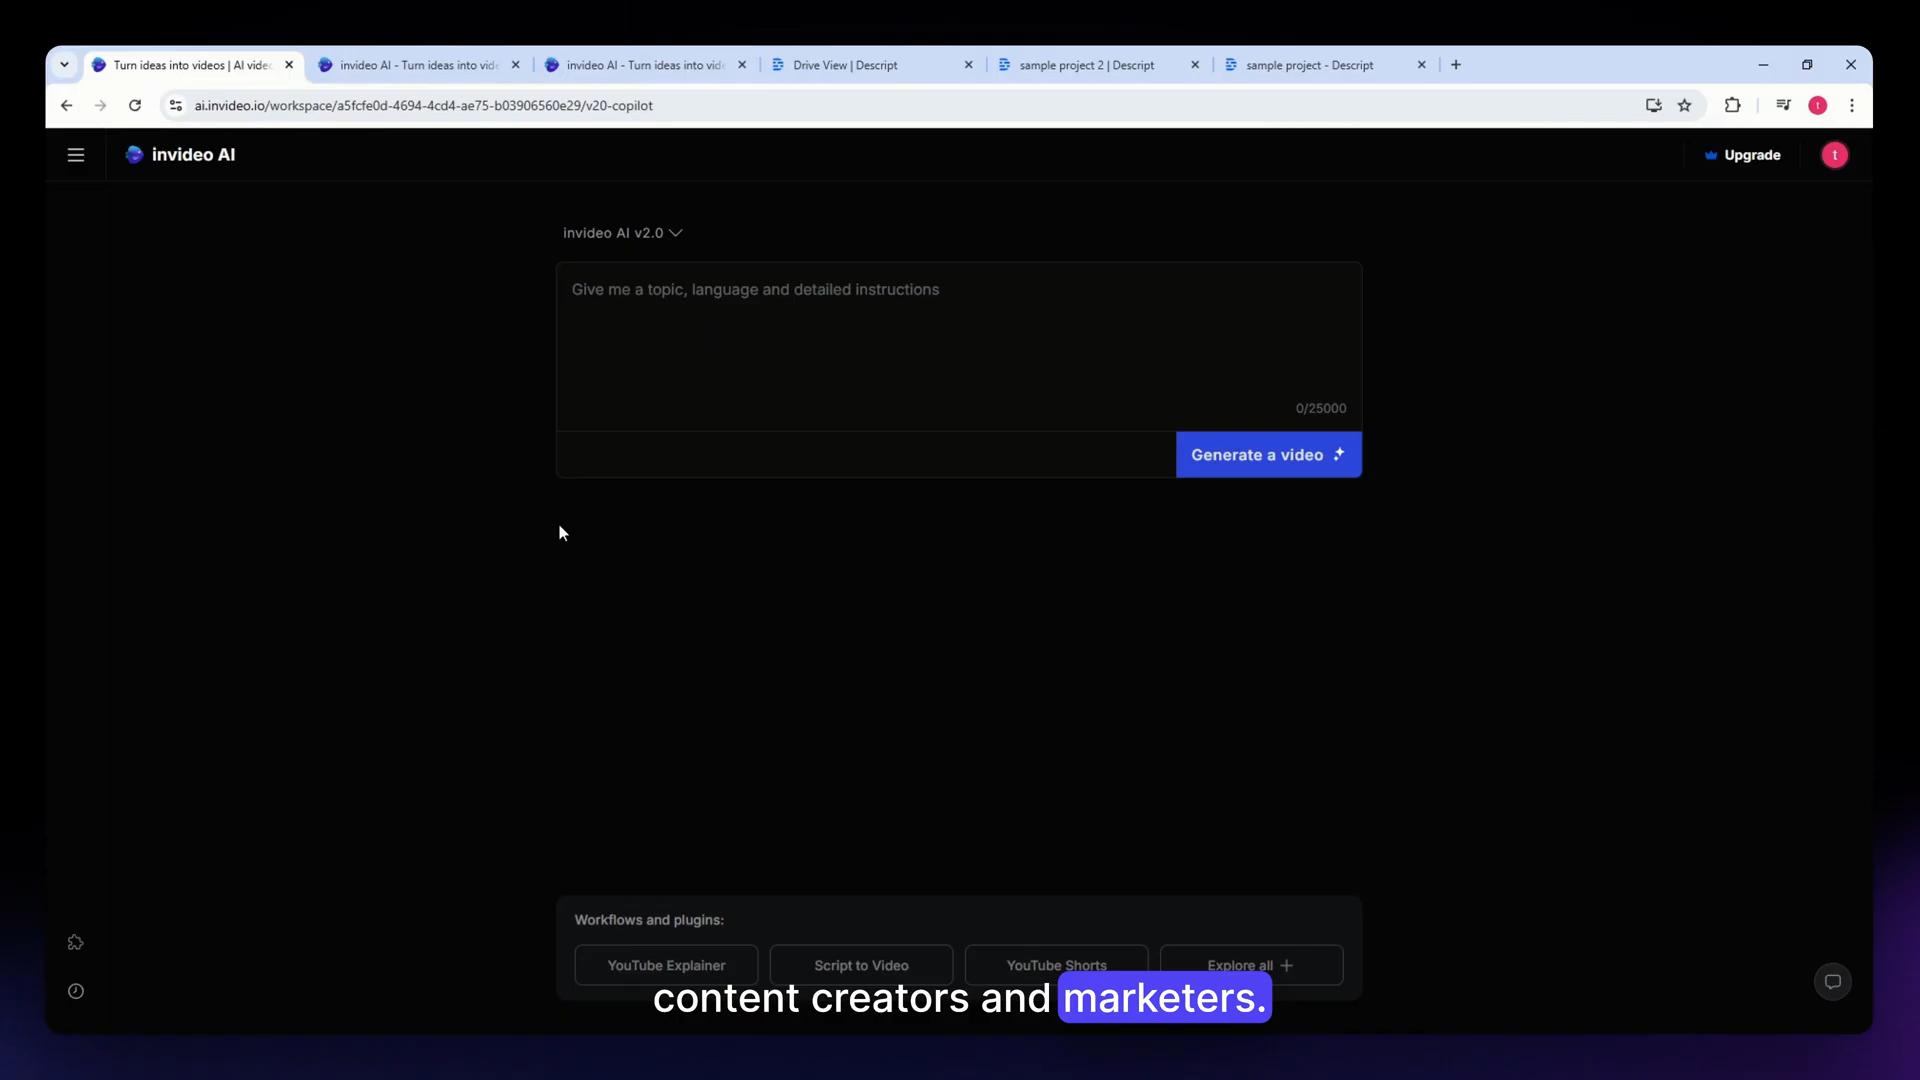 Turn ideas into videos | AI videc
invideo AI - Turn ideas into vid
invideo AI - Turn ideas into vid
Drive View | Descript
sample project 2 | Descript
sample project - Descript
ai.invideo.io/workspace/a5fcfe0d-4694-4cd4-ae75-b03906560e29/v20-copilot
t
invideo AI
Upgrade
t
invideo AI v2.0
Give me a topic, language and detailed instructions
0/25000
Generate a video
Workflows and plugins:
YouTube Explainer
Script to Video
YouTube Shorts
Explore all +
content creators and marketers.